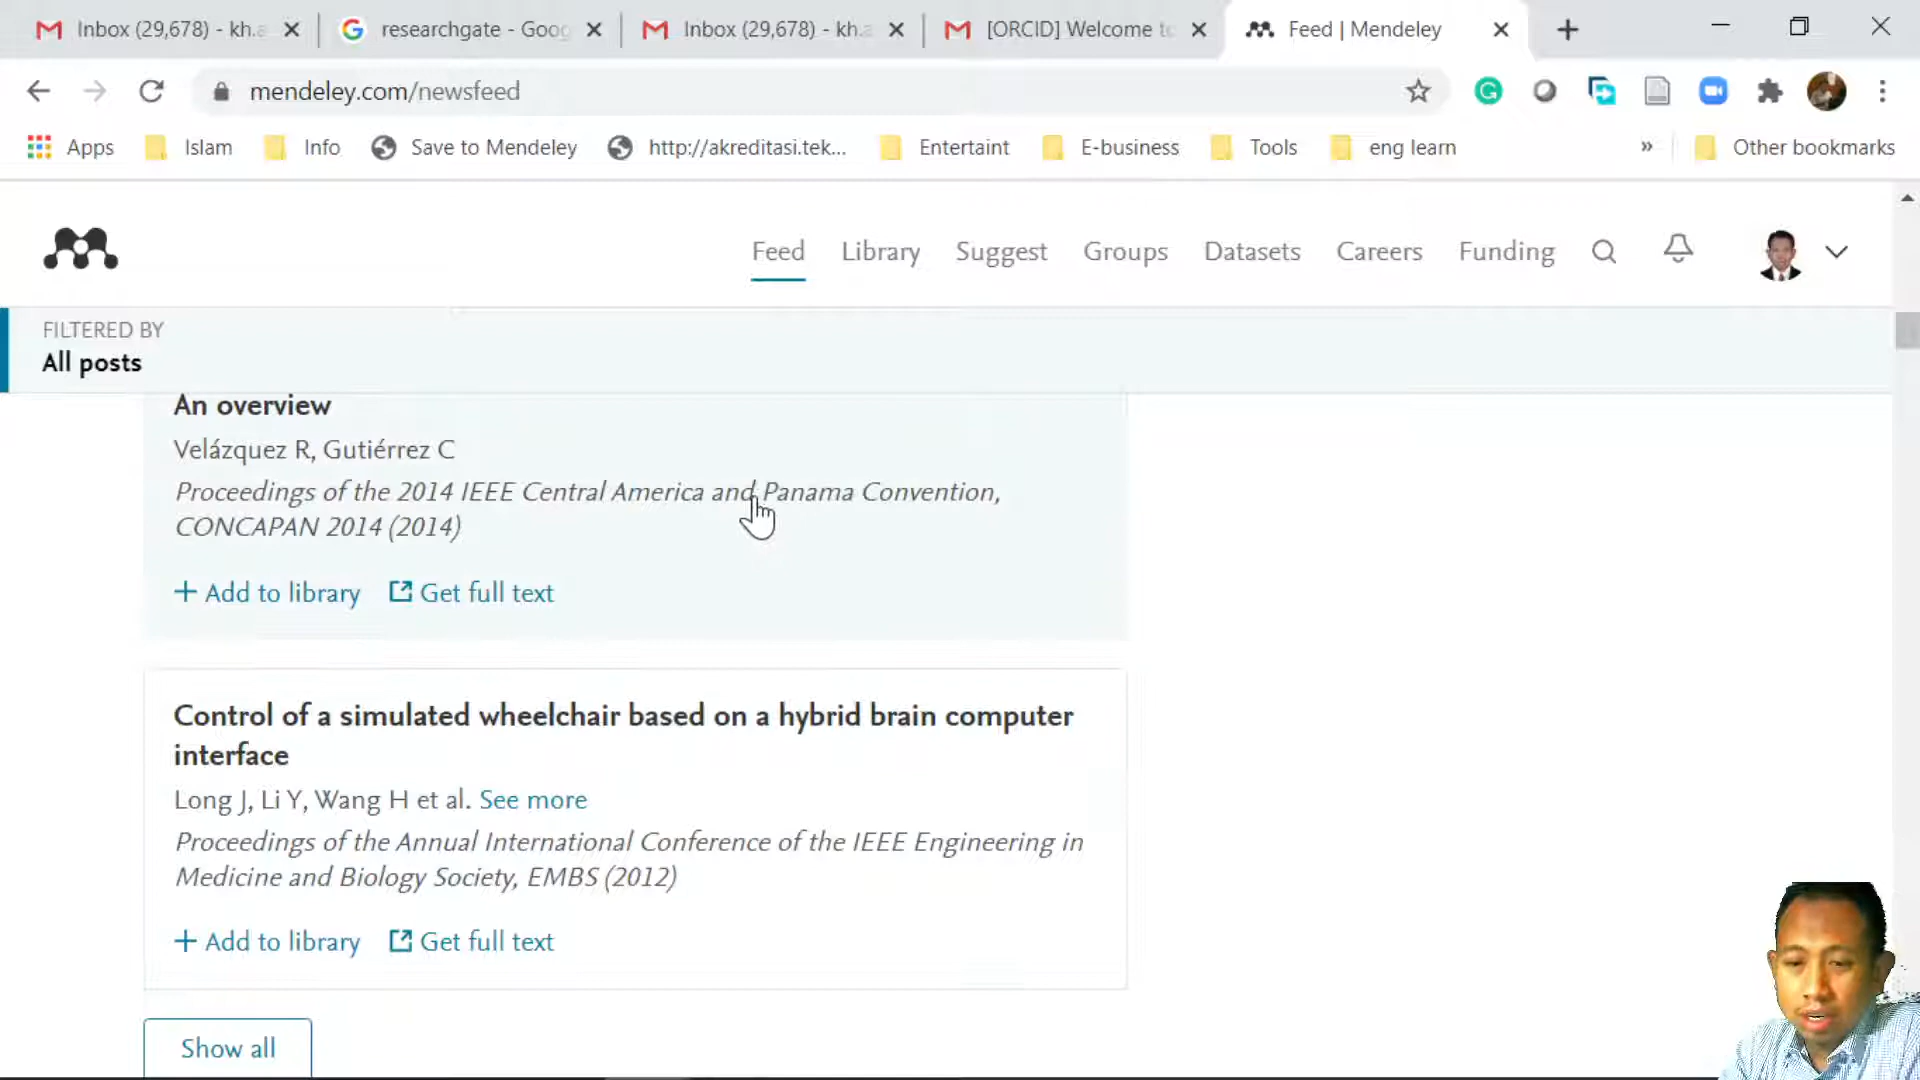 Inbox (29,678) - kh.a
researchgate - Goog
Inbox (29,678) - kh.a
[ORCID] Welcome to
Feed | Mendeley
mendeley.com/newsfeed
Apps
Islam
Info
Save to Mendeley
http://akreditasi.tek...
Entertaint
E-business
Tools
eng learn
»
Other bookmarks
Feed
Library
Suggest
Groups
Datasets
Careers
Funding
FILTERED BY
All posts
An overview
Velázquez R, Gutiérrez C
Proceedings of the 2014 IEEE Central America and Panama Convention,
CONCAPAN 2014 (2014)
+ Add to library
Get full text
Control of a simulated wheelchair based on a hybrid brain computer
interface
Long J, Li Y, Wang H et al. See more
Proceedings of the Annual International Conference of the IEEE Engineering in
Medicine and Biology Society, EMBS (2012)
+ Add to library
Get full text
Show all